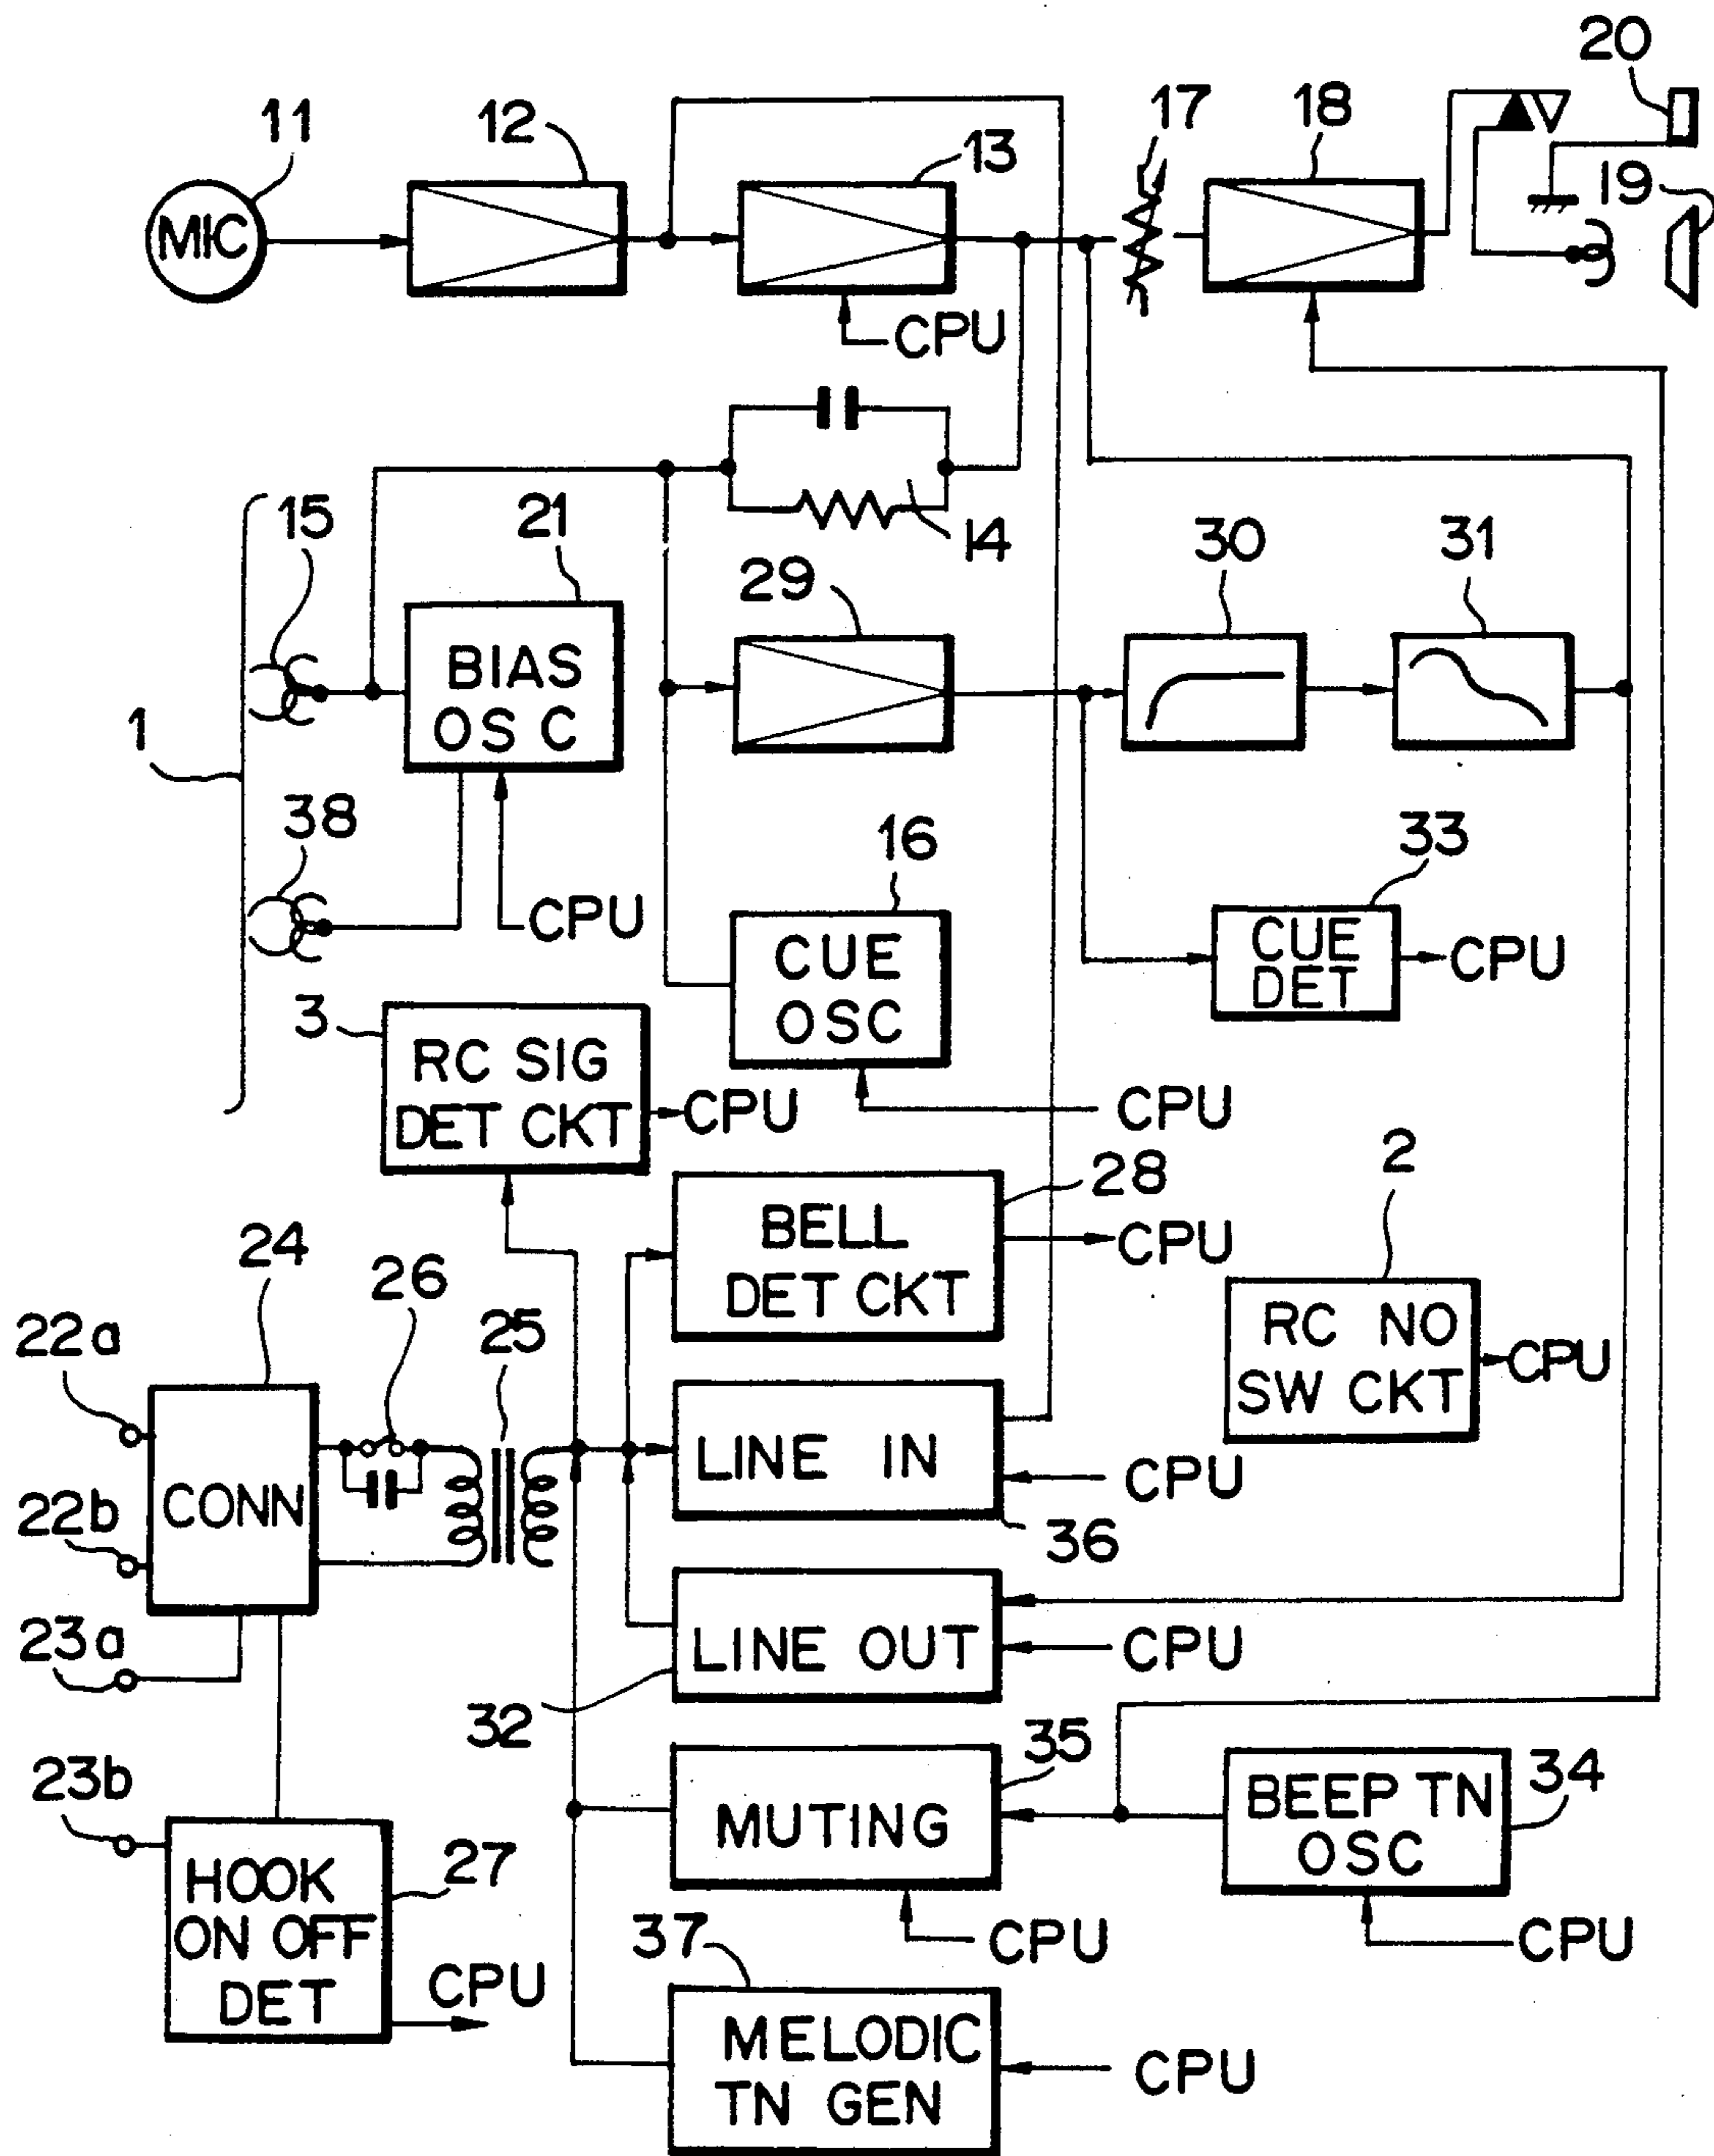 20
11
12
13
17
18
19
MIC
CPU
15
21
14
30
31
29
BIAS
OSC
1
38
16
33
CPU
CUE
OSC
CUE
DET
CPU
3
RC SIG
DET CKT
CPU
CPU
2
28
BELL
DET CKT
CPU
24
26
25
RC NO
SW CKT
CPU
22a
CONN
LINE IN
CPU
22b
36
23a
LINE OUT
CPU
32
35
23b
MUTING
BEEP TN
OSC
34
HOOK
ON OFF
DET
27
CPU
CPU
CPU
37
MELODIC
TN GEN
CPU